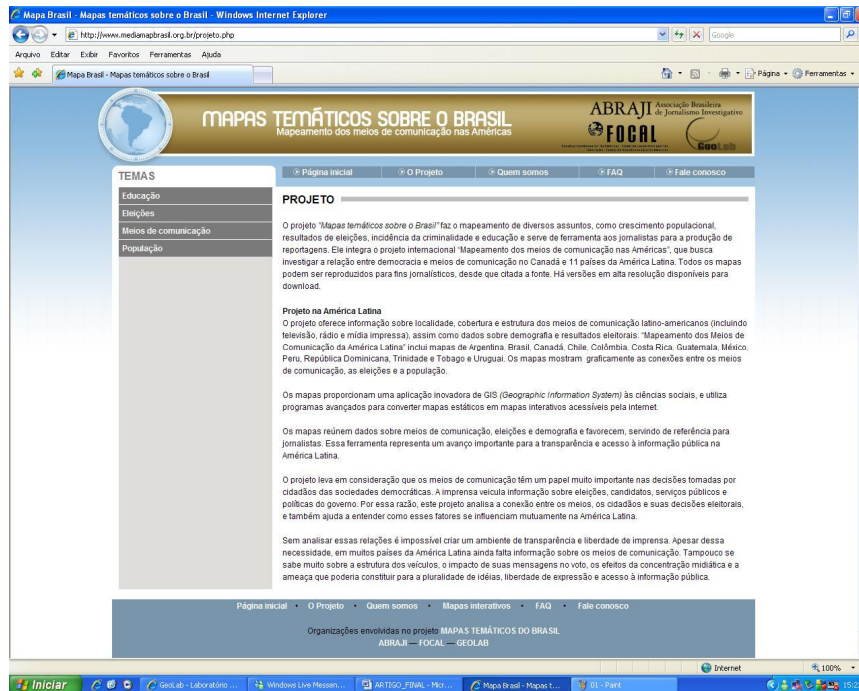 Mapa Brasil - Mapas temáticos sobre o Brasil - Windows Internet Explorer
http://www.mediamapbrasil.org.br/projeto.php
Google
Arquivo Editar Exibir Favoritos Ferramentas Ajuda
Mapa Brasil - Mapas temáticos sobre o Brasil
Página Ferramentas
MAPAS TEMÁTICOS SOBRE O BRASIL
Mapeamento dos meios de comunicação nas Américas
ABRAJI Associação Brasileira de Jornalismo Investigativo
FOCAL
GeoLab
TEMAS
Educação
Eleições
Meios de comunicação
População
Página inicial O Projeto Quem somos FAQ Fale conosco
PROJETO
O projeto "Mapas temáticos sobre o Brasil" faz o mapeamento de diversos assuntos, como crescimento populacional,
resultados de eleições, incidência da criminalidade e educação e serve de ferramenta aos jornalistas para a produção de
reportagens. Ele integra o projeto internacional "Mapeamento dos meios de comunicação nas Américas", que busca
investigar a relação entre democracia e meios de comunicação no Canadá e 11 países da América Latina. Todos os mapas
podem ser reproduzidos para fins jornalísticos, desde que citada a fonte. Há versões em alta resolução disponíveis para
download.
Projeto na América Latina
O projeto oferece informação sobre localidade, cobertura e estrutura dos meios de comunicação latino-americanos (incluindo
televisão, rádio e mídia impressa), assim como dados sobre demografia e resultados eleitorais. "Mapeamento dos Meios de
Comunicação da América Latina" inclui mapas de Argentina, Brasil, Canadá, Chile, Colômbia, Costa Rica, Guatemala, México,
Peru, República Dominicana, Trinidade e Tobago e Uruguai. Os mapas mostram graficamente as conexões entre os meios
de comunicação, as eleições e a população.
Os mapas proporcionam uma aplicação inovadora de GIS (Geographic Information System) às ciências sociais, e utiliza
programas avançados para converter mapas estáticos em mapas interativos acessíveis pela internet.
Os mapas reúnem dados sobre meios de comunicação, eleições e demografia e favorecem, servindo de referência para
jornalistas. Essa ferramenta representa um avanço importante para a transparência e acesso à informação pública na
América Latina.
O projeto leva em consideração que os meios de comunicação têm um papel muito importante nas decisões tomadas por
cidadãos das sociedades democráticas. A imprensa veicula informação sobre eleições, candidatos, serviços públicos e
políticas do governo. Por essa razão, este projeto analisa a conexão entre os meios, os cidadãos e suas decisões eleitorais,
e também ajuda a entender como esses fatores se influenciam mutuamente na América Latina.
Sem analisar essas relações é impossível criar um ambiente de transparência e liberdade de imprensa. Apesar dessa
necessidade, em muitos países da América Latina ainda falta informação sobre os meios de comunicação. Tampouco se
sabe muito sobre a estrutura dos veículos, o impacto de suas mensagens no voto, os efeitos da concentração midiática e a
ameaça que poderia constituir para a pluralidade de idéias, liberdade de expressão e acesso à informação pública.
Página inicial • O Projeto • Quem somos • Mapas interativos • FAQ • Fale conosco
Organizações envolvidas no projeto MAPAS TEMÁTICOS DO BRASIL
ABRAJI — FOCAL — GEOLAB
Internet 100%
Iniciar GeoLab - Laboratório ... Windows Live Messen... ARTIGO_FINAL - Micr... Mapa Brasil - Mapas t... 01 - Paint